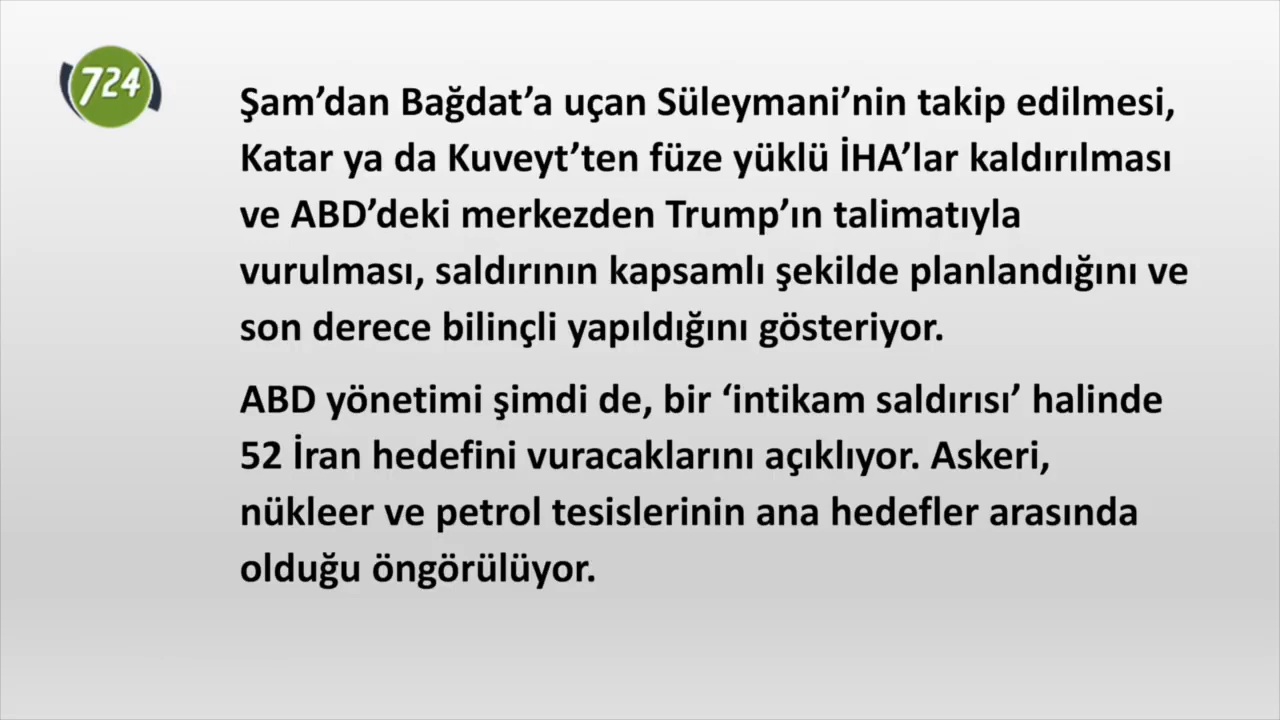 724
Şam’dan Bağdat’a uçan Süleymani’nin takip edilmesi,
Katar ya da Kuveyt’ten füze yüklü İHA’lar kaldırılması
ve ABD’deki merkezden Trump’ın talimatıyla
vurulması, saldırının kapsamlı şekilde planlandığını ve
son derece bilinçli yapıldığını gösteriyor.
ABD yönetimi şimdi de, bir ‘intikam saldırısı’ halinde
52 İran hedefini vuracaklarını açıklıyor. Askeri,
nükleer ve petrol tesislerinin ana hedefler arasında
olduğu öngörülüyor.